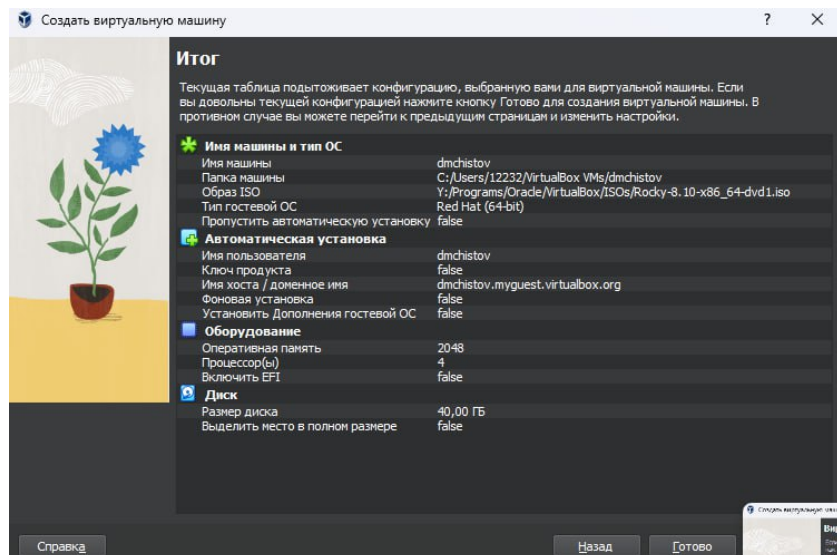 Создать виртуальную машину
?
Итог
Текущая таблица подытоживает конфигурацию, выбранную вами для виртуальной машины. Если
вы довольны текущей конфигурацией нажмите кнопку Готово для создания виртуальной машины. В
противном случае вы можете перейти к предыдущим страницам и изменить настройки.
Имя машины и тип ОС
Имя машины dmchistov
Папка машины C:/Users/12232/VirtualBox VMs/dmchistov
Образ ISO Y:/Programs/Oracle/VirtualBox/ISOs/Rocky-8.10-x86_64-dvd1.iso
Тип гостевой ОС Red Hat (64-bit)
Пропустить автоматическую установку false
Автоматическая установка
Имя пользователя dmchistov
Ключ продукта false
Имя хоста / доменное имя dmchistov.myguest.virtualbox.org
Фоновая установка false
Установить Дополнения гостевой ОС false
Оборудование
Оперативная память 2048
Процессор(ы) 4
Включить EFI false
Диск
Размер диска 40,00 ГБ
Выделить место в полном размере false
Справка Назад Готово